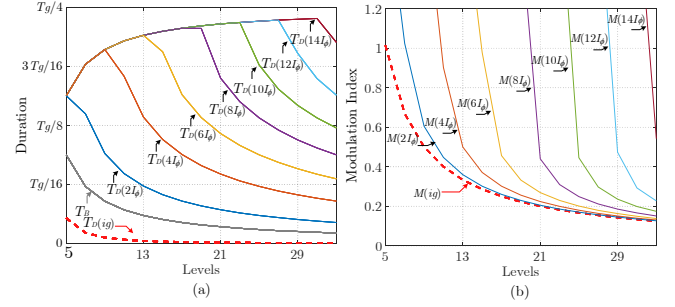 Tg/4
3Tg/16
Tg/8
Tg/16
0
Duration
T_D(14I_ϕ)
T_D(12I_ϕ)
T_D(10I_ϕ)
T_D(8I_ϕ)
T_D(6I_ϕ)
T_D(4I_ϕ)
T_D(2I_ϕ)
T_B
T_D(ig)
5 13 21 29
Levels
(a)
1.2
1
0.8
0.6
0.4
0.2
0
Modulation Index
M(14I_ϕ)
M(12I_ϕ)
M(10I_ϕ)
M(8I_ϕ)
M(6I_ϕ)
M(4I_ϕ)
M(2I_ϕ)
M(ig)
5 13 21 29
Levels
(b)